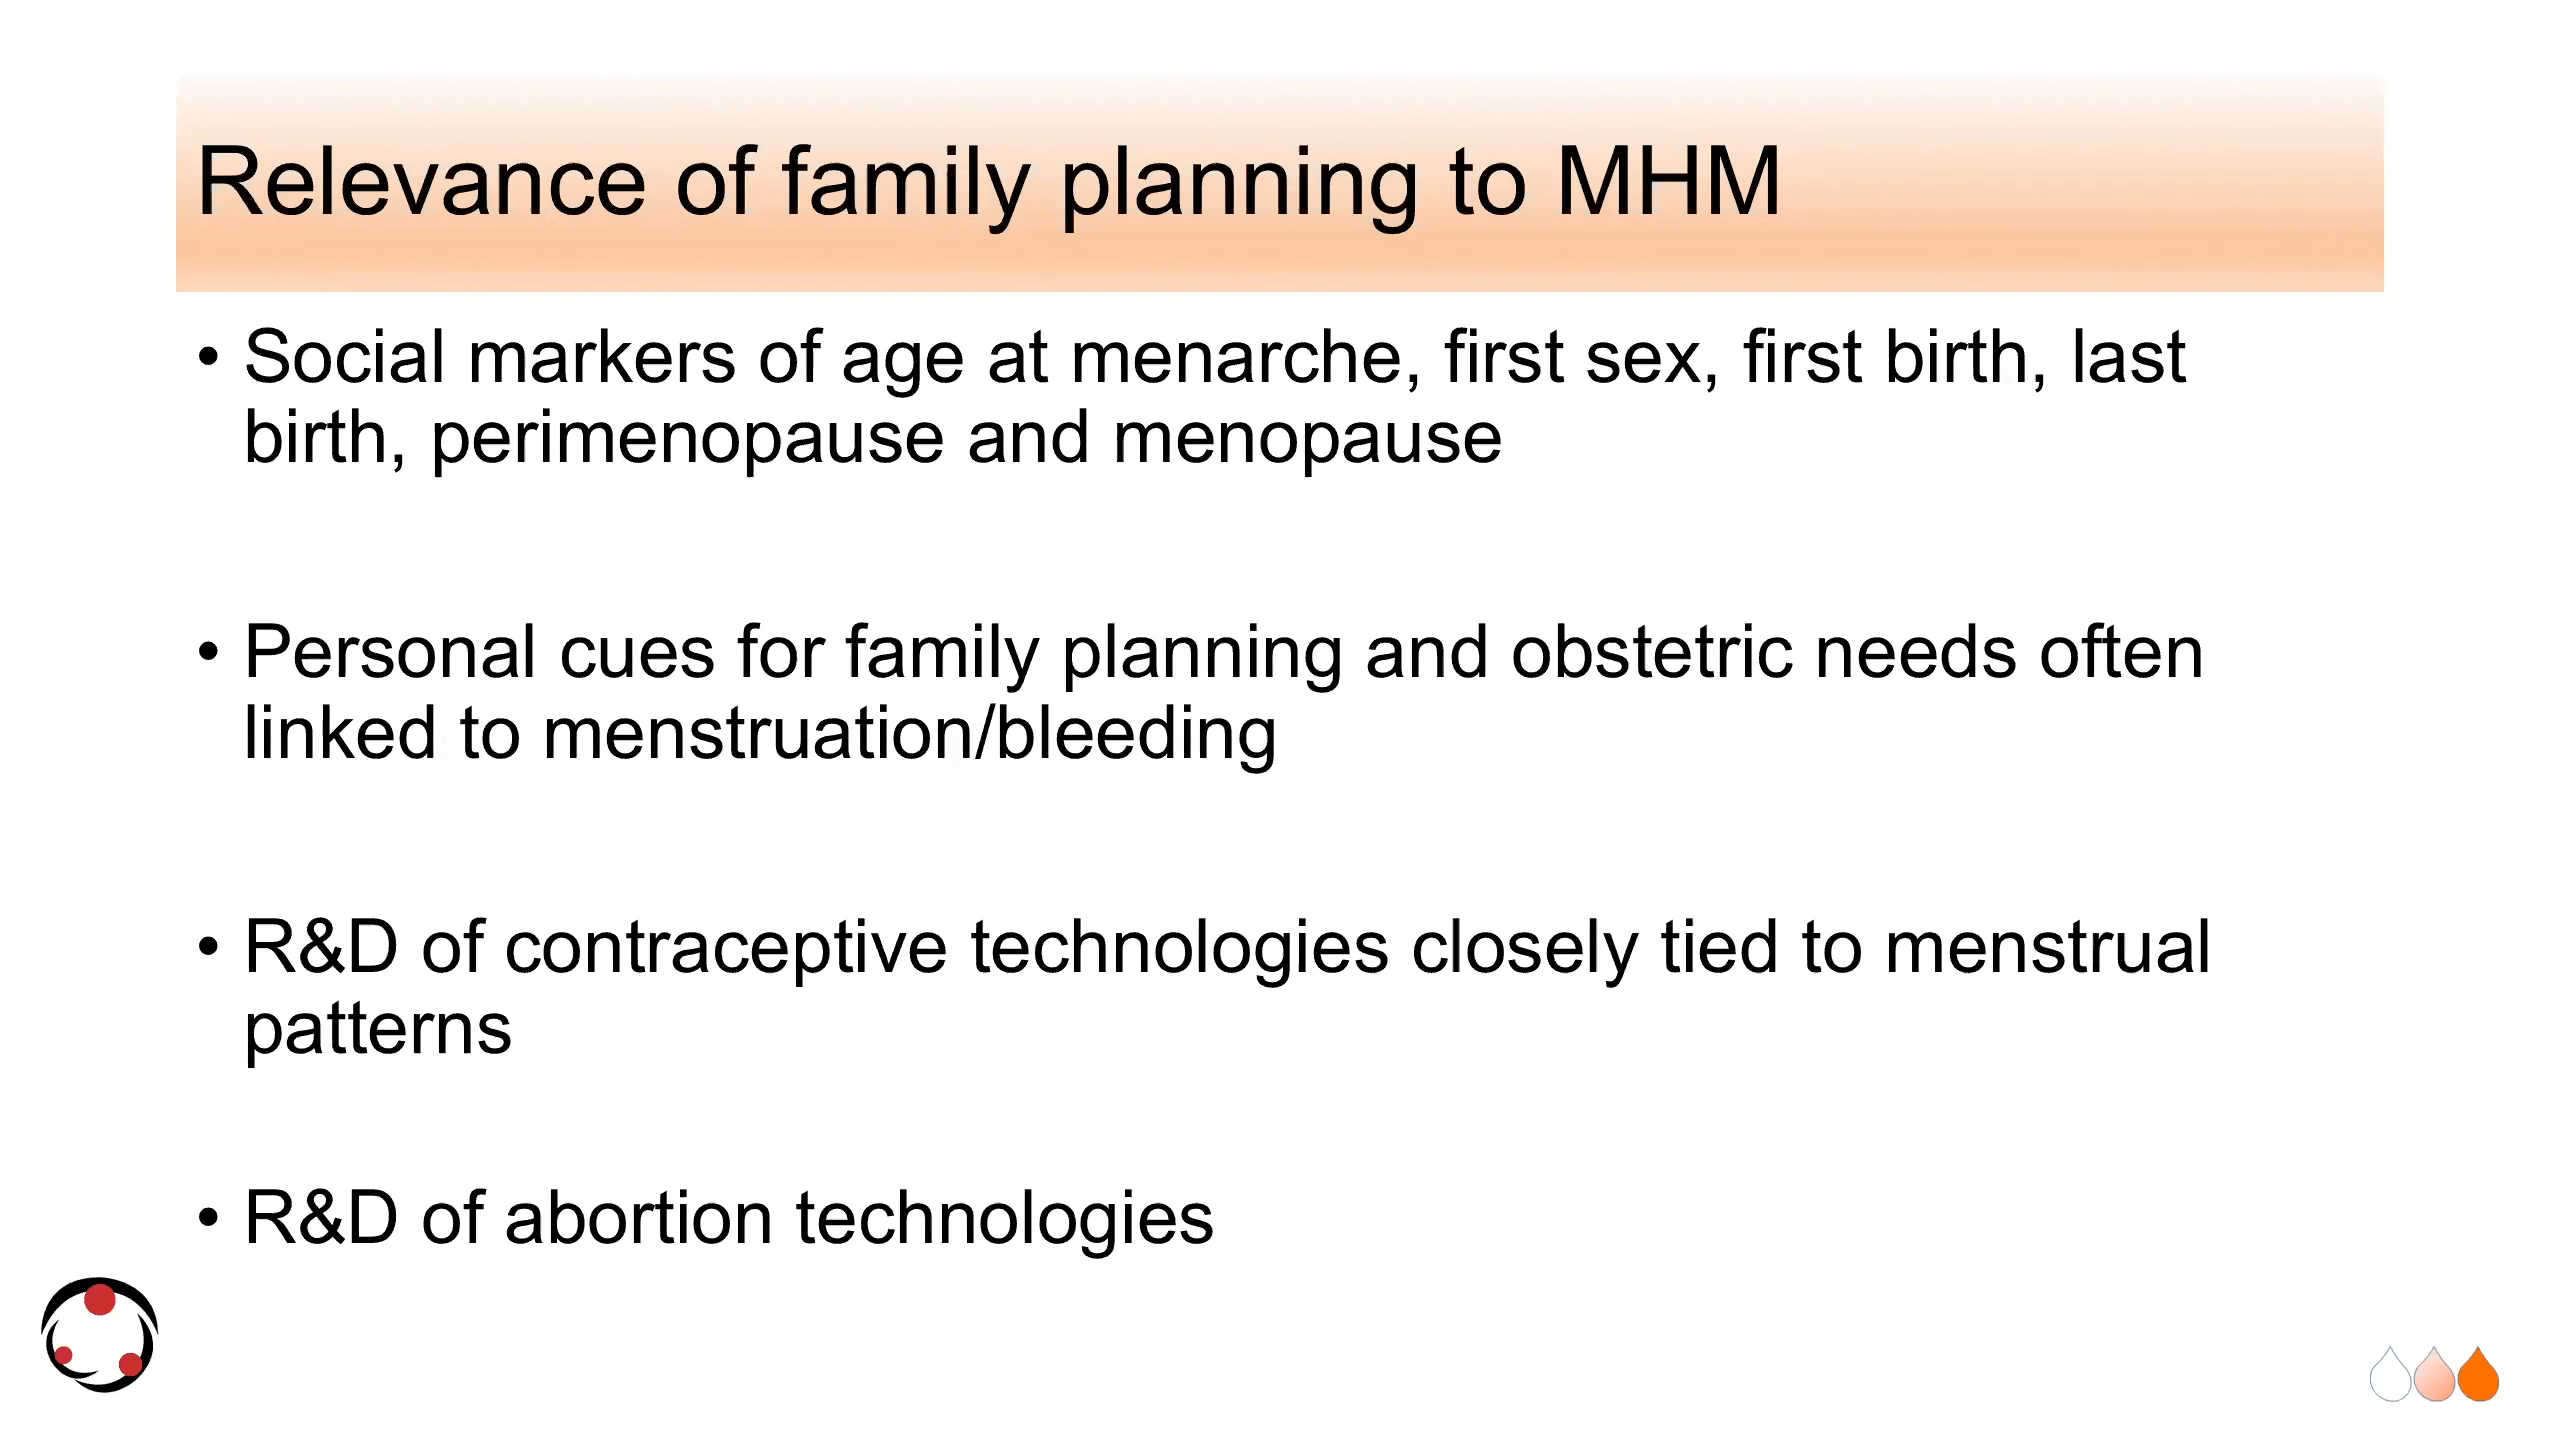 Relevance of family planning to MHM
• Social markers of age at menarche, first sex, first birth, last
birth, perimenopause and menopause
• Personal cues for family planning and obstetric needs often
linked to menstruation/bleeding
• R&D of contraceptive technologies closely tied to menstrual
patterns
• R&D of abortion technologies